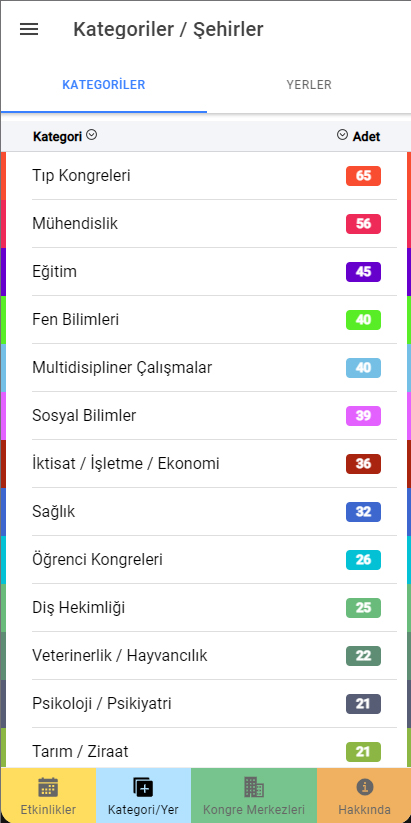 Kategoriler / Şehirler
KATEGORİLER YERLER
Kategori Adet
Tıp Kongreleri 65
Mühendislik 56
Eğitim 45
Fen Bilimleri 40
Multidisipliner Çalışmalar 40
Sosyal Bilimler 39
İktisat / İşletme / Ekonomi 36
Sağlık 32
Öğrenci Kongreleri 26
Diş Hekimliği 25
Veterinerlik / Hayvancılık 22
Psikoloji / Psikiyatri 21
Tarım / Ziraat 21
Etkinlikler Kategori/Yer Kongre Merkezleri Hakkında